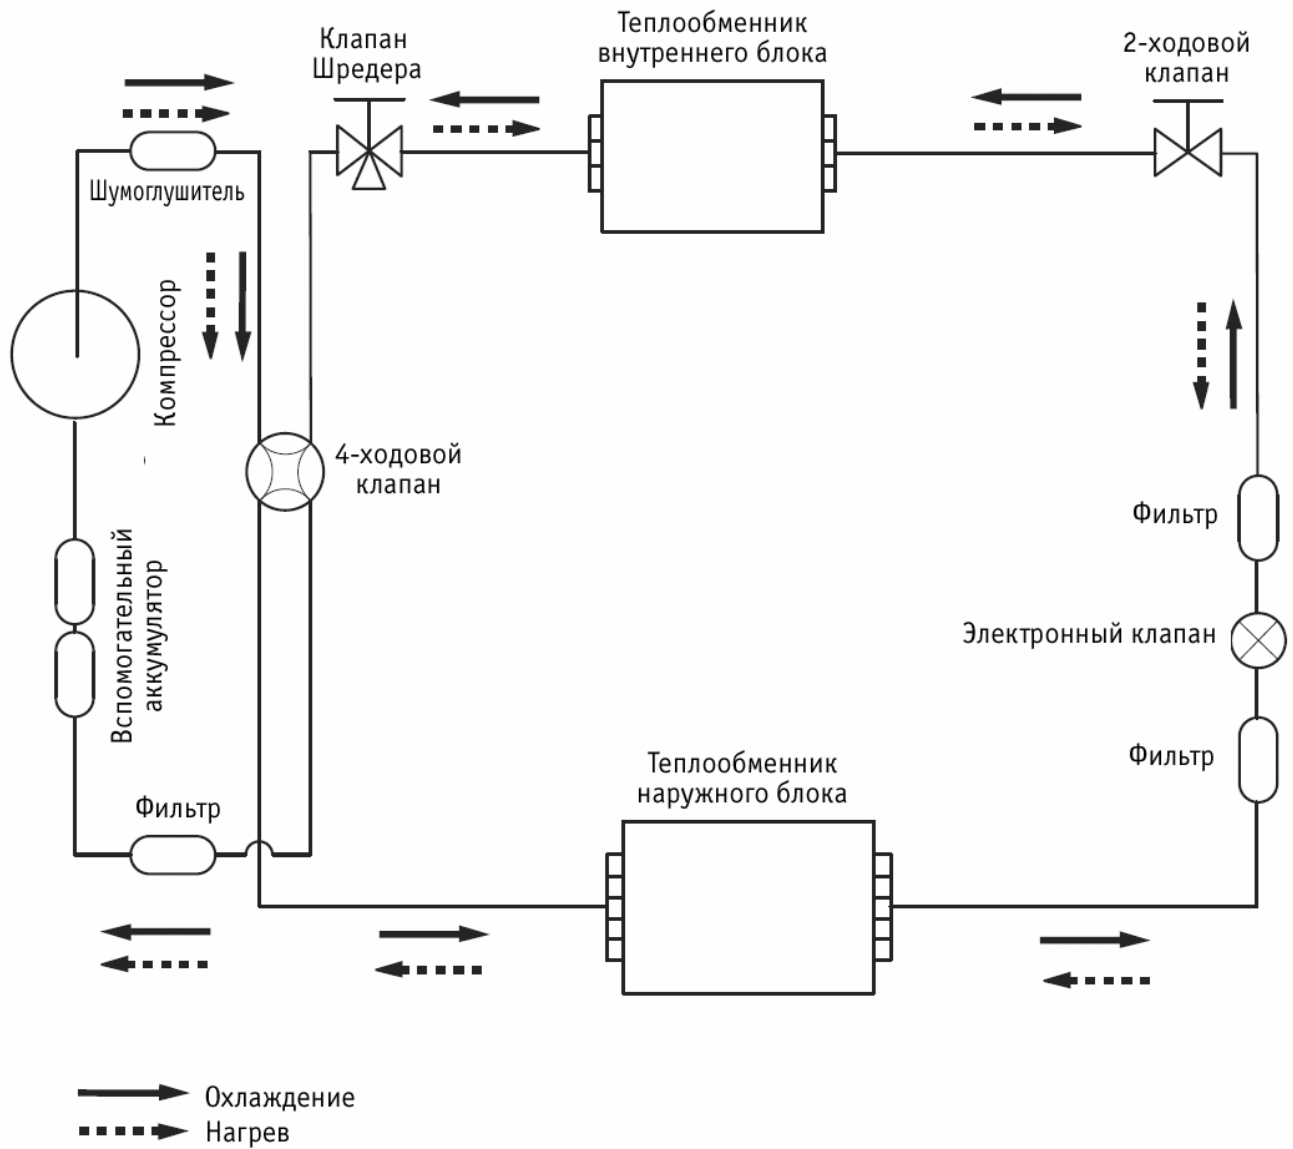 Теплообменник
внутреннего блока
Клапан
Шредера
2-ходовой
клапан
Шумоглушитель
Компрессор
4-ходовой
клапан
Фильтр
Вспомогательный
аккумулятор
Электронный клапан
Фильтр
Теплообменник
наружного блока
Фильтр
Охлаждение
Нагрев